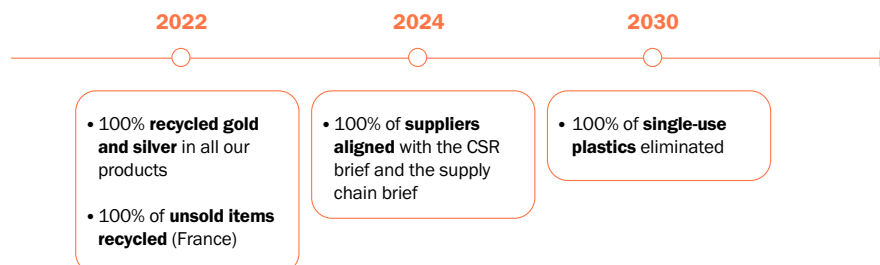 2022
2024
2030
• 100% recycled gold
and silver in all our
products
• 100% of unsold items
recycled (France)
• 100% of suppliers
aligned with the CSR
brief and the supply
chain brief
• 100% of single-use
plastics eliminated